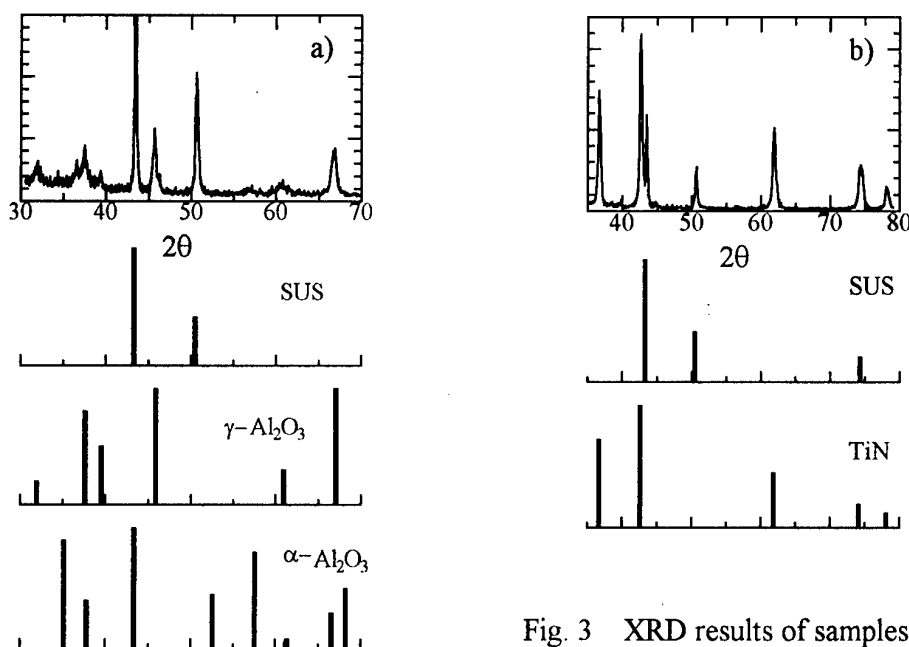 a)
30 40 50 60 70
2θ
SUS
γ-Al₂O₃
α-Al₂O₃
b)
40 50 60 70 80
2θ
SUS
TiN
Fig. 3 XRD results of samples